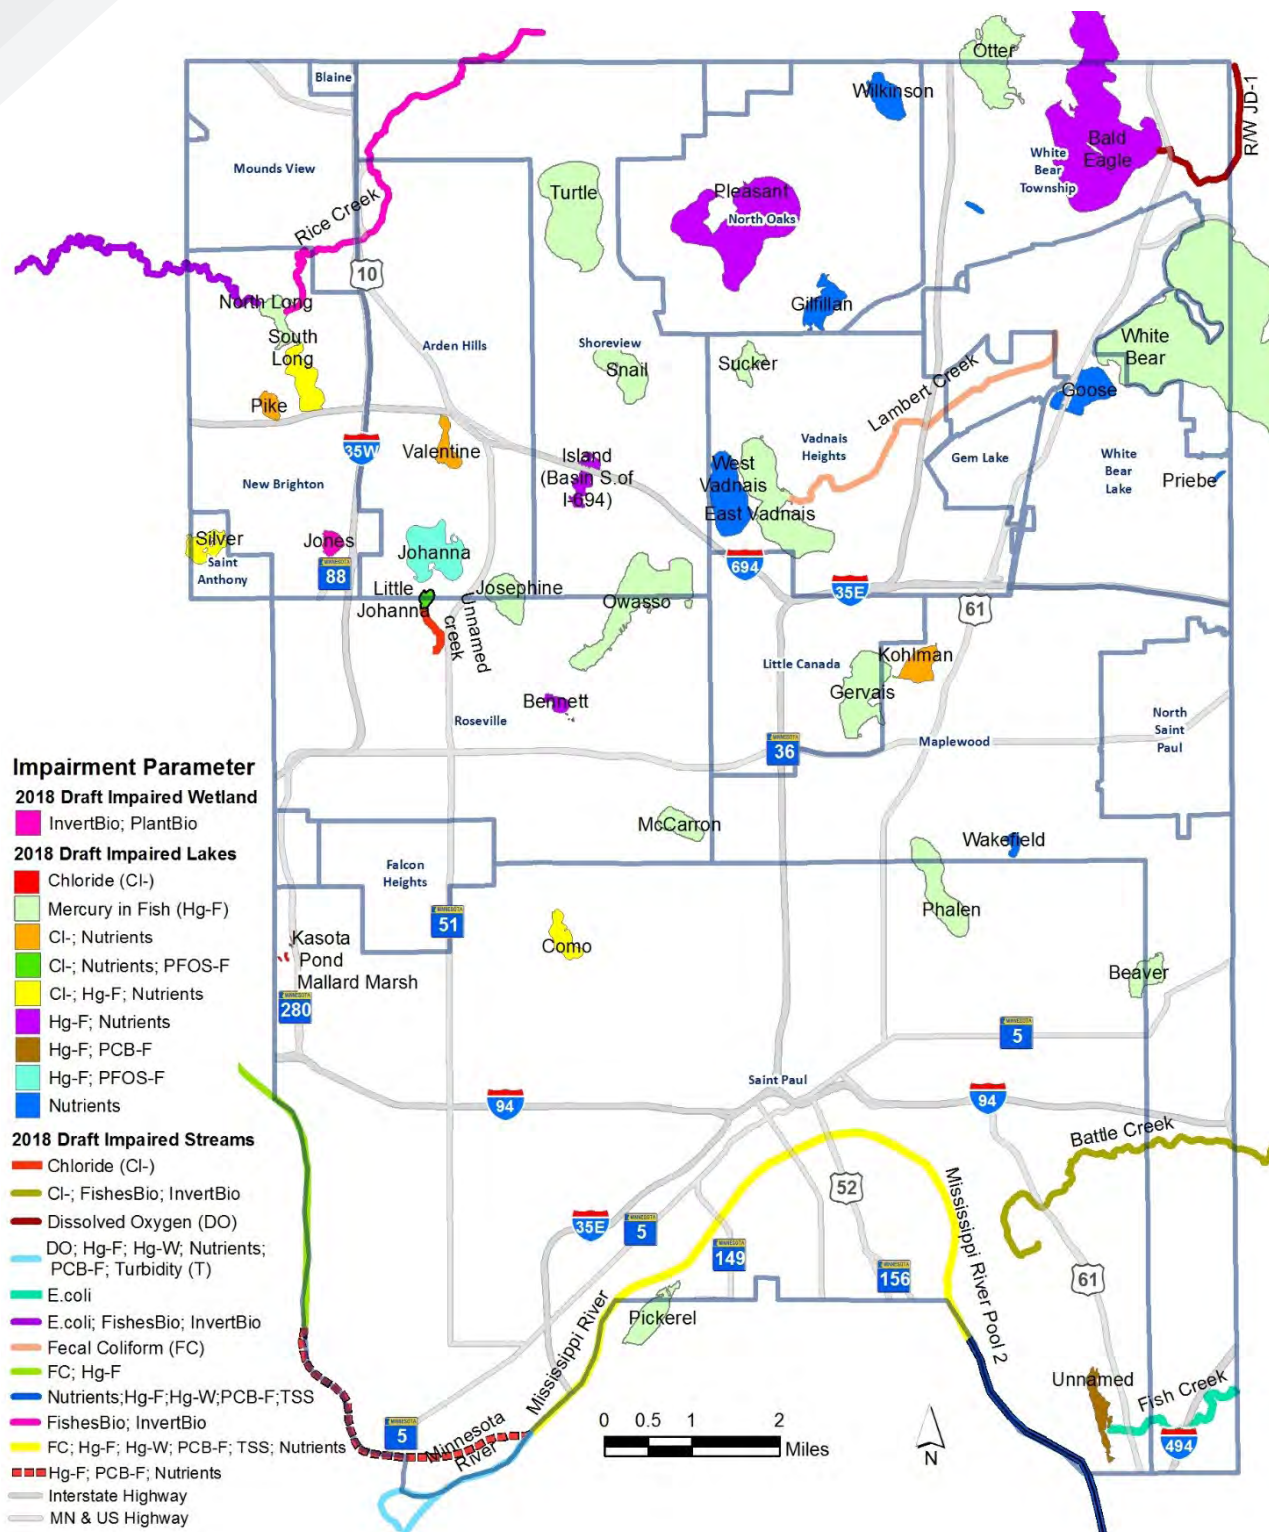 Otter
Blaine
Wilkinson
R/W JD-1
Bald
Eagle
White
Bear
Township
Mounds View
Turtle
Pleasant
North Oaks
Rice Creek
10
North Long
Gilfillan
South
Long
Arden Hills
Shoreview
Snail
Sucker
White
Bear
Lambert Creek
Goose
Pike
35W
Valentine
Island
(Basin S.of
I-694)
West
Vadnais
East Vadnais
Vadnais
Heights
Gem Lake
White
Bear
Lake
Priebe
New Brighton
Silver
Saint
Anthony
Jones
MINNESOTA
88
Johanna
694
Little
Johanna
Josephine
Owasso
35E
61
Unnamed
creek
Little Canada
Kohlman
Gervais
Bennett
Roseville
North
Saint
Paul
MINNESOTA
36
Maplewood
McCarron
Wakefield
Falcon
Heights
Phalen
MINNESOTA
51
Como
Kasota
Pond
Mallard Marsh
Beaver
MINNESOTA
280
MINNESOTA
5
Saint Paul
94
94
Battle Creek
52
Mississippi River Pool 2
35E
MINNESOTA
5
MINNESOTA
149
MINNESOTA
156
61
Mississippi River
Pickerel
Unnamed
Fish Creek
MINNESOTA
5
Minnesota
River
494
0 0.5 1 2
Miles
N
Impairment Parameter
2018 Draft Impaired Wetland
InvertBio; PlantBio
2018 Draft Impaired Lakes
Chloride (Cl-)
Mercury in Fish (Hg-F)
Cl-; Nutrients
Cl-; Nutrients; PFOS-F
Cl-; Hg-F; Nutrients
Hg-F; Nutrients
Hg-F; PCB-F
Hg-F; PFOS-F
Nutrients
2018 Draft Impaired Streams
Chloride (Cl-)
Cl-; FishesBio; InvertBio
Dissolved Oxygen (DO)
DO; Hg-F; Hg-W; Nutrients;
PCB-F; Turbidity (T)
E.coli
E.coli; FishesBio; InvertBio
Fecal Coliform (FC)
FC; Hg-F
Nutrients;Hg-F;Hg-W;PCB-F;TSS
FishesBio; InvertBio
FC; Hg-F; Hg-W; PCB-F; TSS; Nutrients
Hg-F; PCB-F; Nutrients
Interstate Highway
MN & US Highway